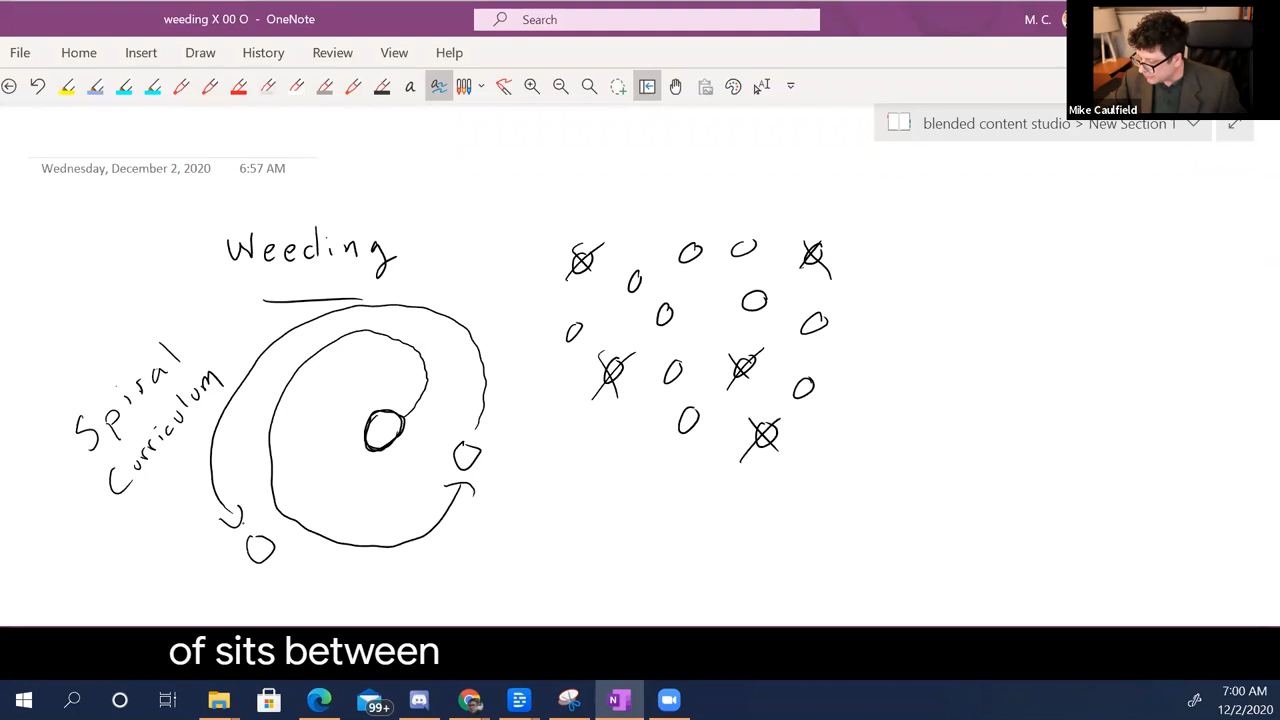 weeding X 00 O - OneNote
Search
M. C.
File Home Insert Draw History Review View Help
Mike Caulfield
blended content studio > New Section 1
Wednesday, December 2, 2020 6:57 AM
Weeding
Spiral
Curriculum
of sits between
99+
7:00 AM
12/2/2020